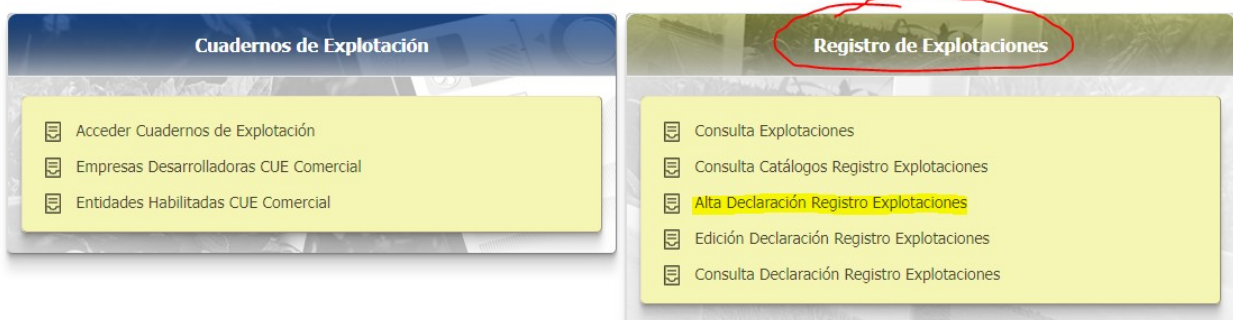 Cuadernos de Explotación
Acceder Cuadernos de Explotación
Empresas Desarrolladoras CUE Comercial
Entidades Habilitadas CUE Comercial
Registro de Explotaciones
Consulta Explotaciones
Consulta Catálogos Registro Explotaciones
Alta Declaración Registro Explotaciones
Edición Declaración Registro Explotaciones
Consulta Declaración Registro Explotaciones